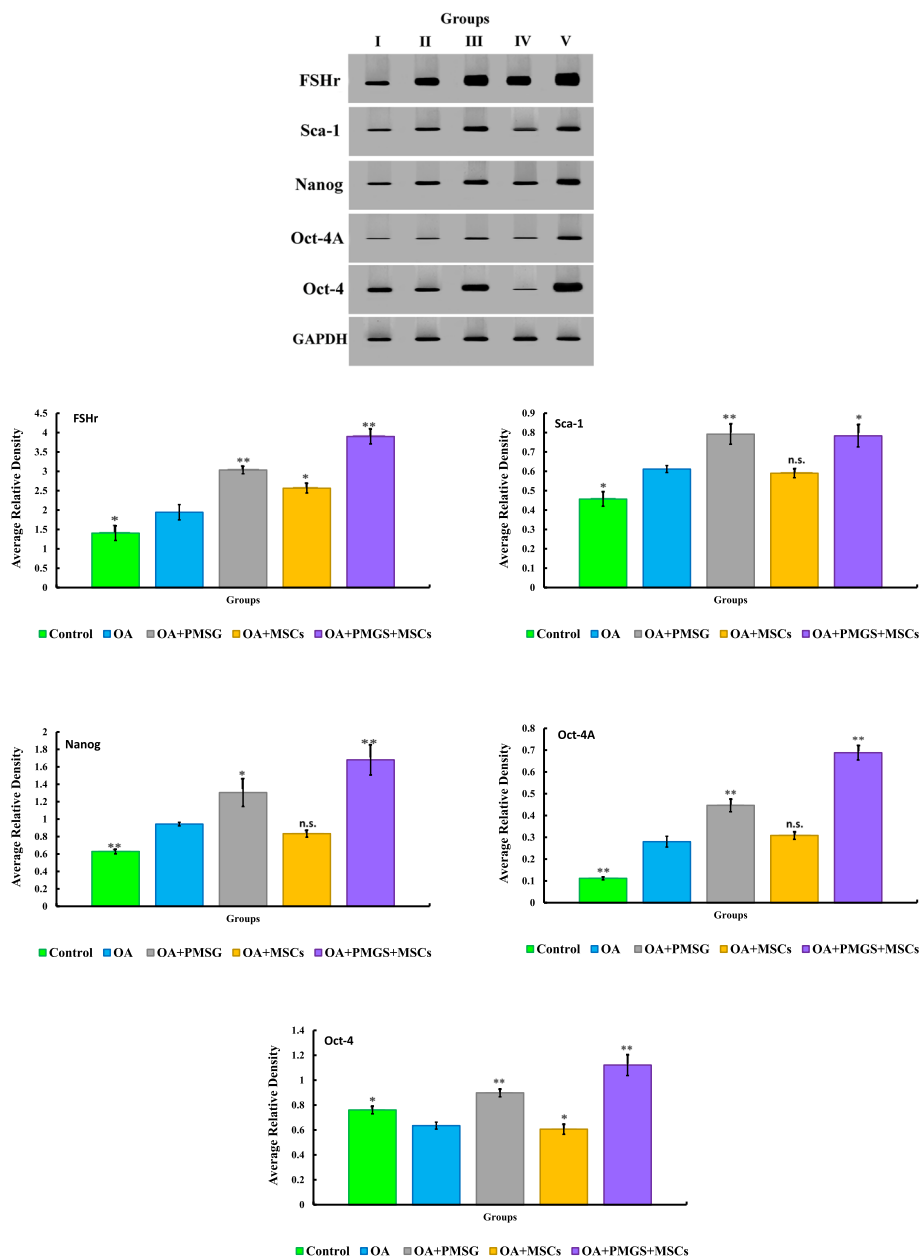 Groups
I II III IV V
FSHr
Sca-1
Nanog
Oct-4A
Oct-4
GAPDH
FSHr
Average Relative Density
4.5
4
3.5
3
2.5
2
1.5
1
0.5
0
*
**
*
**
Groups
Control OA OA+PMSG OA+MSCs OA+PMGS+MSCs
Sca-1
Average Relative Density
0.9
0.8
0.7
0.6
0.5
0.4
0.3
0.2
0.1
0
*
**
n.s.
*
Groups
Control OA OA+PMSG OA+MSCs OA+PMGS+MSCs
Nanog
Average Relative Density
2
1.8
1.6
1.4
1.2
1
0.8
0.6
0.4
0.2
0
**
*
n.s.
**
Groups
Control OA OA+PMSG OA+MSCs OA+PMGS+MSCs
Oct-4A
Average Relative Density
0.8
0.7
0.6
0.5
0.4
0.3
0.2
0.1
0
**
**
n.s.
**
Groups
Control OA OA+PMSG OA+MSCs OA+PMGS+MSCs
Oct-4
Average Relative Density
1.4
1.2
1
0.8
0.6
0.4
0.2
0
*
**
*
**
Groups
Control OA OA+PMSG OA+MSCs OA+PMGS+MSCs